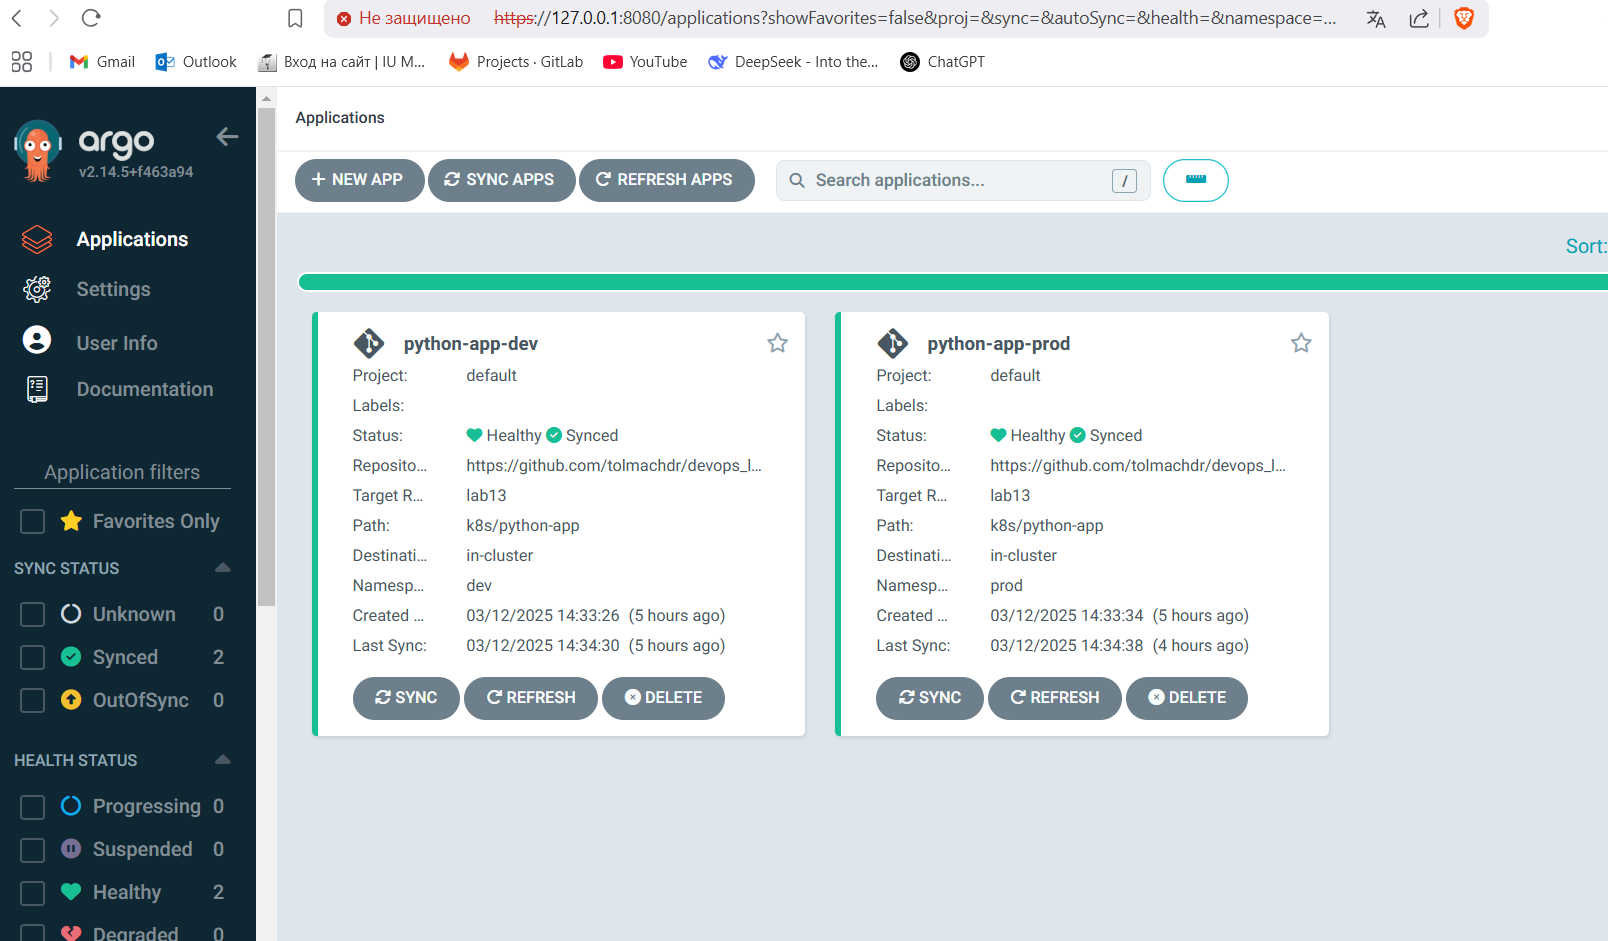 Не защищено https://127.0.0.1:8080/applications?showFavorites=false&proj=&sync=&autoSync=&health=&namespace=...
Gmail Outlook Вход на сайт | IU M... Projects · GitLab YouTube DeepSeek - Into the... ChatGPT
argo
v2.14.5+f463a94
Applications
Settings
User Info
Documentation
Application filters
Favorites Only
SYNC STATUS
Unknown 0
Synced 2
OutOfSync 0
HEALTH STATUS
Progressing 0
Suspended 0
Healthy 2
Degraded 0
Applications
+ NEW APP SYNC APPS REFRESH APPS Search applications... /
Sort:
python-app-dev
Project: default
Labels:
Status: Healthy Synced
Reposito... https://github.com/tolmachdr/devops_l...
Target R... lab13
Path: k8s/python-app
Destinati... in-cluster
Namesp... dev
Created ... 03/12/2025 14:33:26 (5 hours ago)
Last Sync: 03/12/2025 14:34:30 (5 hours ago)
SYNC REFRESH DELETE
python-app-prod
Project: default
Labels:
Status: Healthy Synced
Reposito... https://github.com/tolmachdr/devops_l...
Target R... lab13
Path: k8s/python-app
Destinati... in-cluster
Namesp... prod
Created ... 03/12/2025 14:33:34 (5 hours ago)
Last Sync: 03/12/2025 14:34:38 (4 hours ago)
SYNC REFRESH DELETE